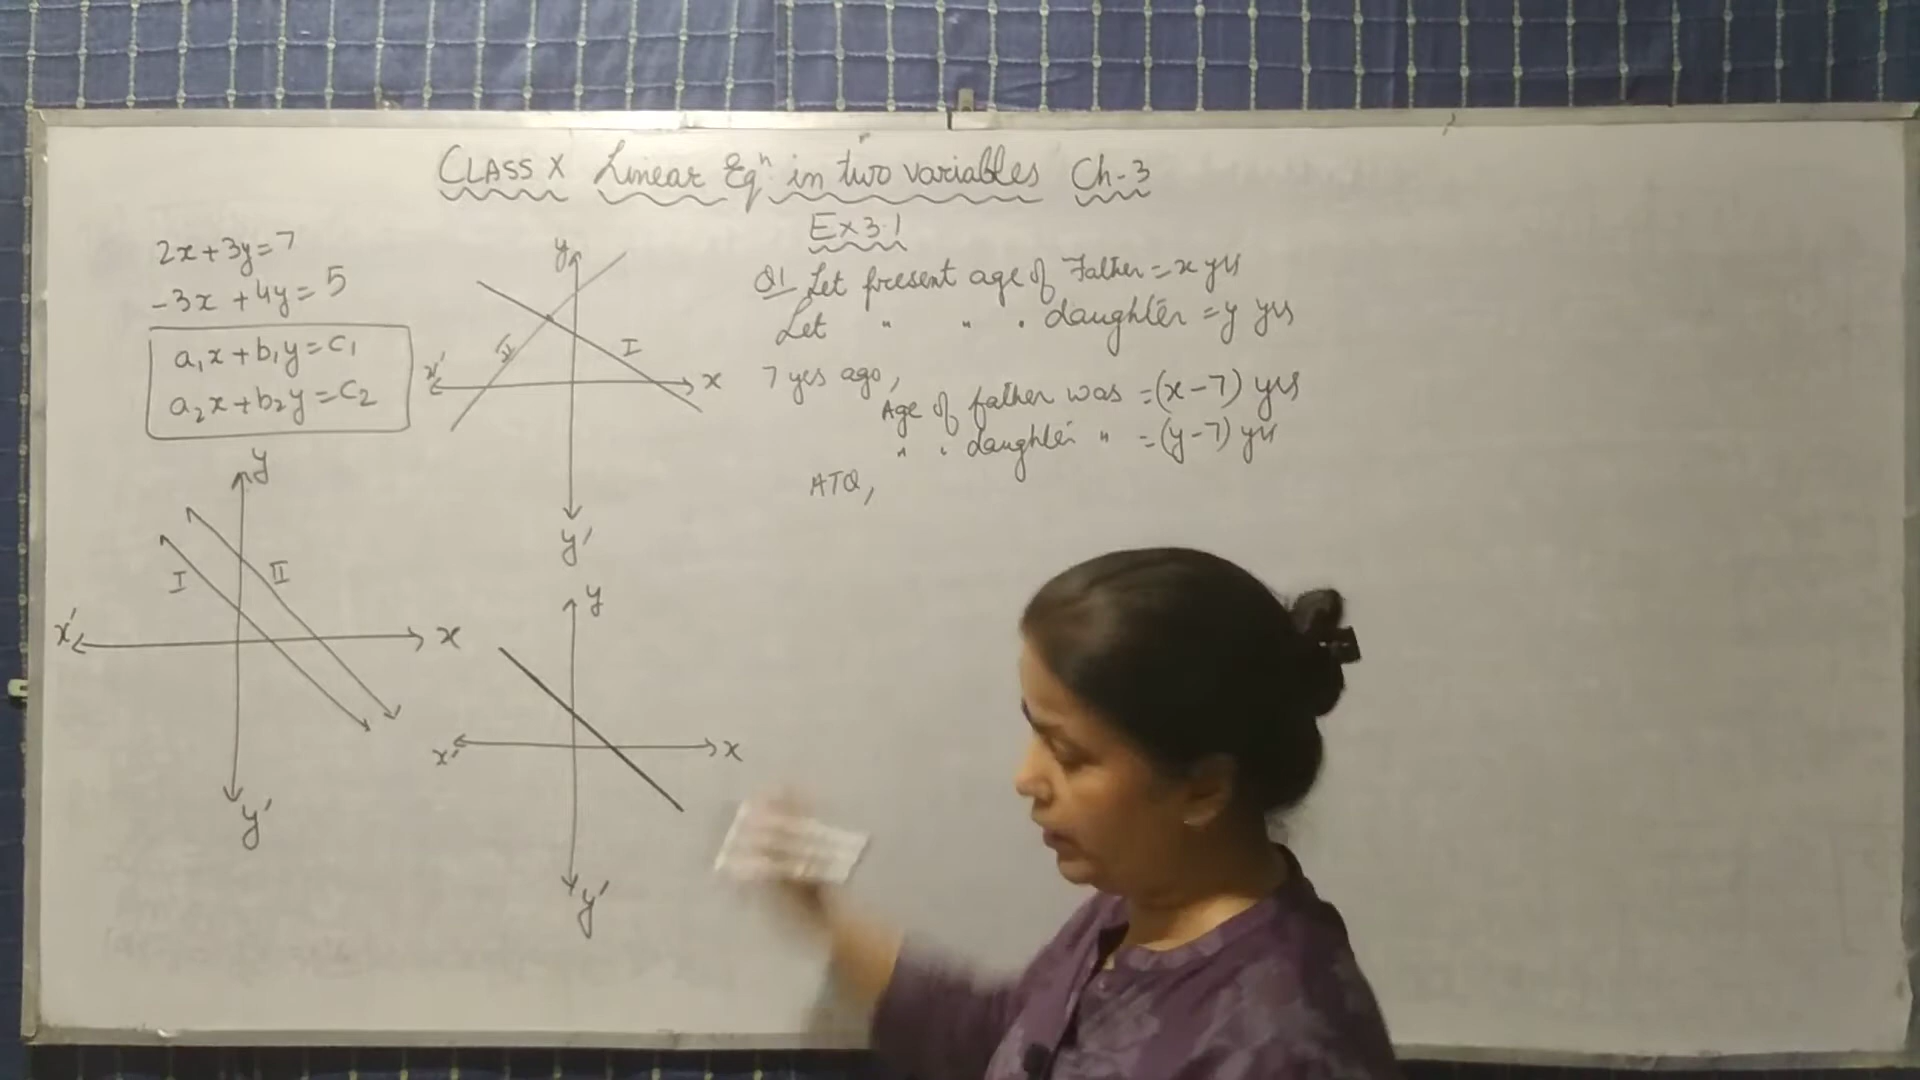 CLASS X Linear Eqⁿ in two variables Ch-3
Ex 3.1
2x+3y=7
-3x+4y=5
a₁x+b₁y=c₁
a₂x+b₂y=c₂
y
II
I
x'
x
y'
y
I
II
x'
x
y'
y
x'
x
y'
Q1 Let present age of Father = x yrs
Let " " " daughter = y yrs
7 yes ago,
Age of father was = (x-7) yrs
" " daughter " = (y-7) yrs
ATQ,